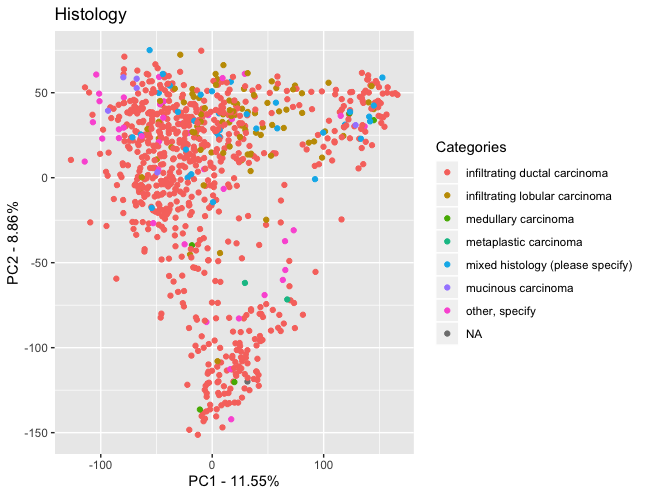 Histology
50
0
-50
-100
-150
-100
0
100
PC2 - 8.86%
PC1 - 11.55%
Categories
infiltrating ductal carcinoma
infiltrating lobular carcinoma
medullary carcinoma
metaplastic carcinoma
mixed histology (please specify)
mucinous carcinoma
other, specify
NA